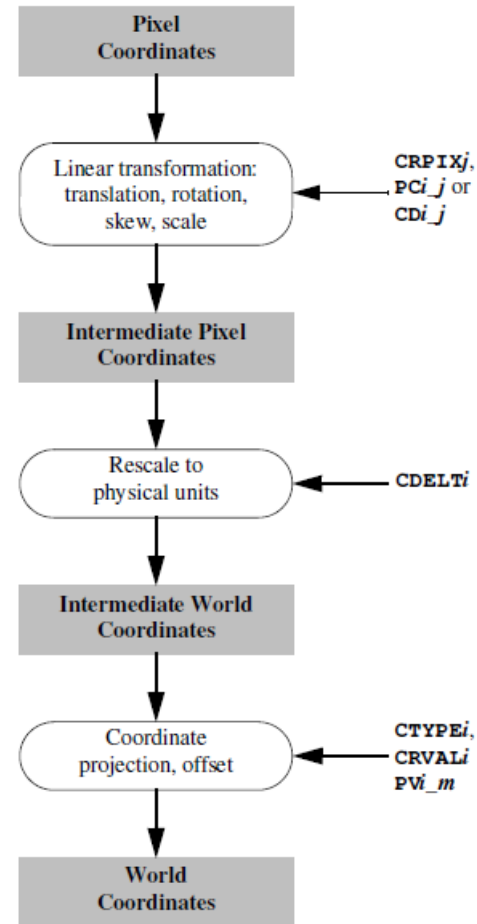 Pixel
Coordinates
Linear transformation:
translation, rotation,
skew, scale
CRPIXj,
PCi_j or
CDi_j
Intermediate Pixel
Coordinates
Rescale to
physical units
CDELTi
Intermediate World
Coordinates
Coordinate
projection, offset
CTYPEi,
CRVALi
PVi_m
World
Coordinates